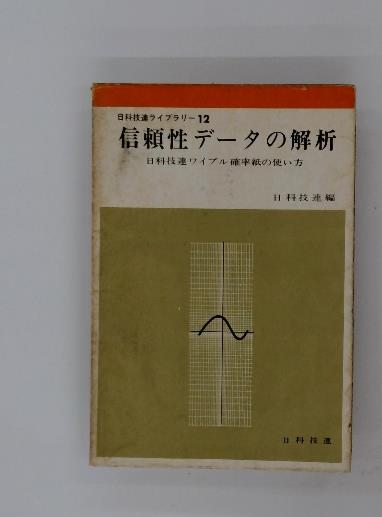 日科技連ライブラリー 12
信頼性データの解析
日科技連ワイブル確率紙の使い方
日科技連編
日科技連